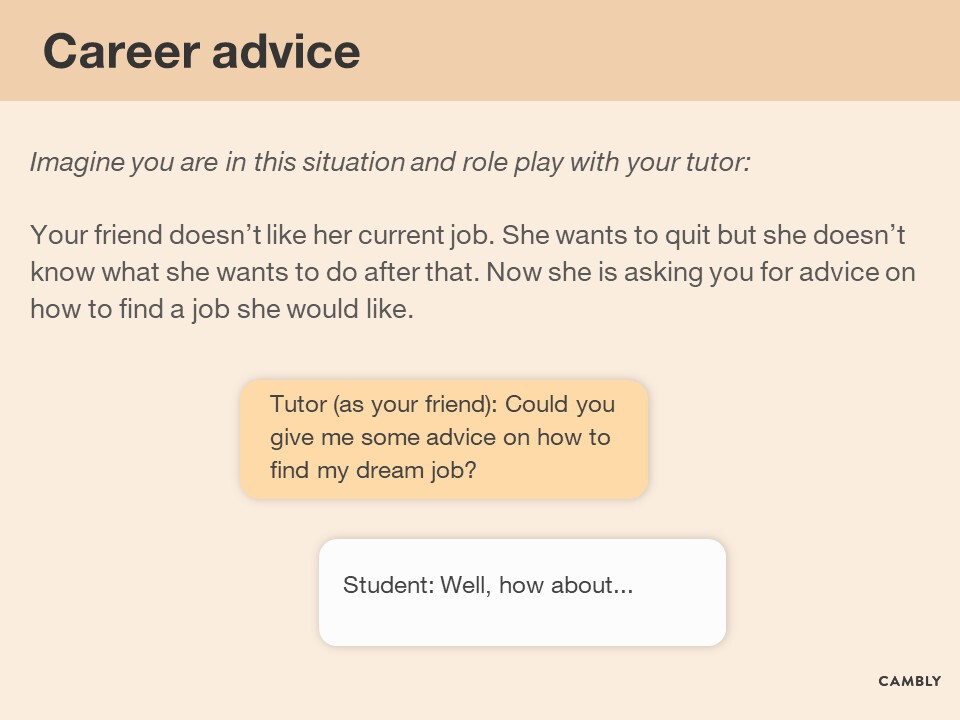 Career advice
Imagine you are in this situation and role play with your tutor:
Your friend doesn’t like her current job. She wants to quit but she doesn’t
know what she wants to do after that. Now she is asking you for advice on
how to find a job she would like.
Tutor (as your friend): Could you
give me some advice on how to
find my dream job?
Student: Well, how about...
CAMBLY